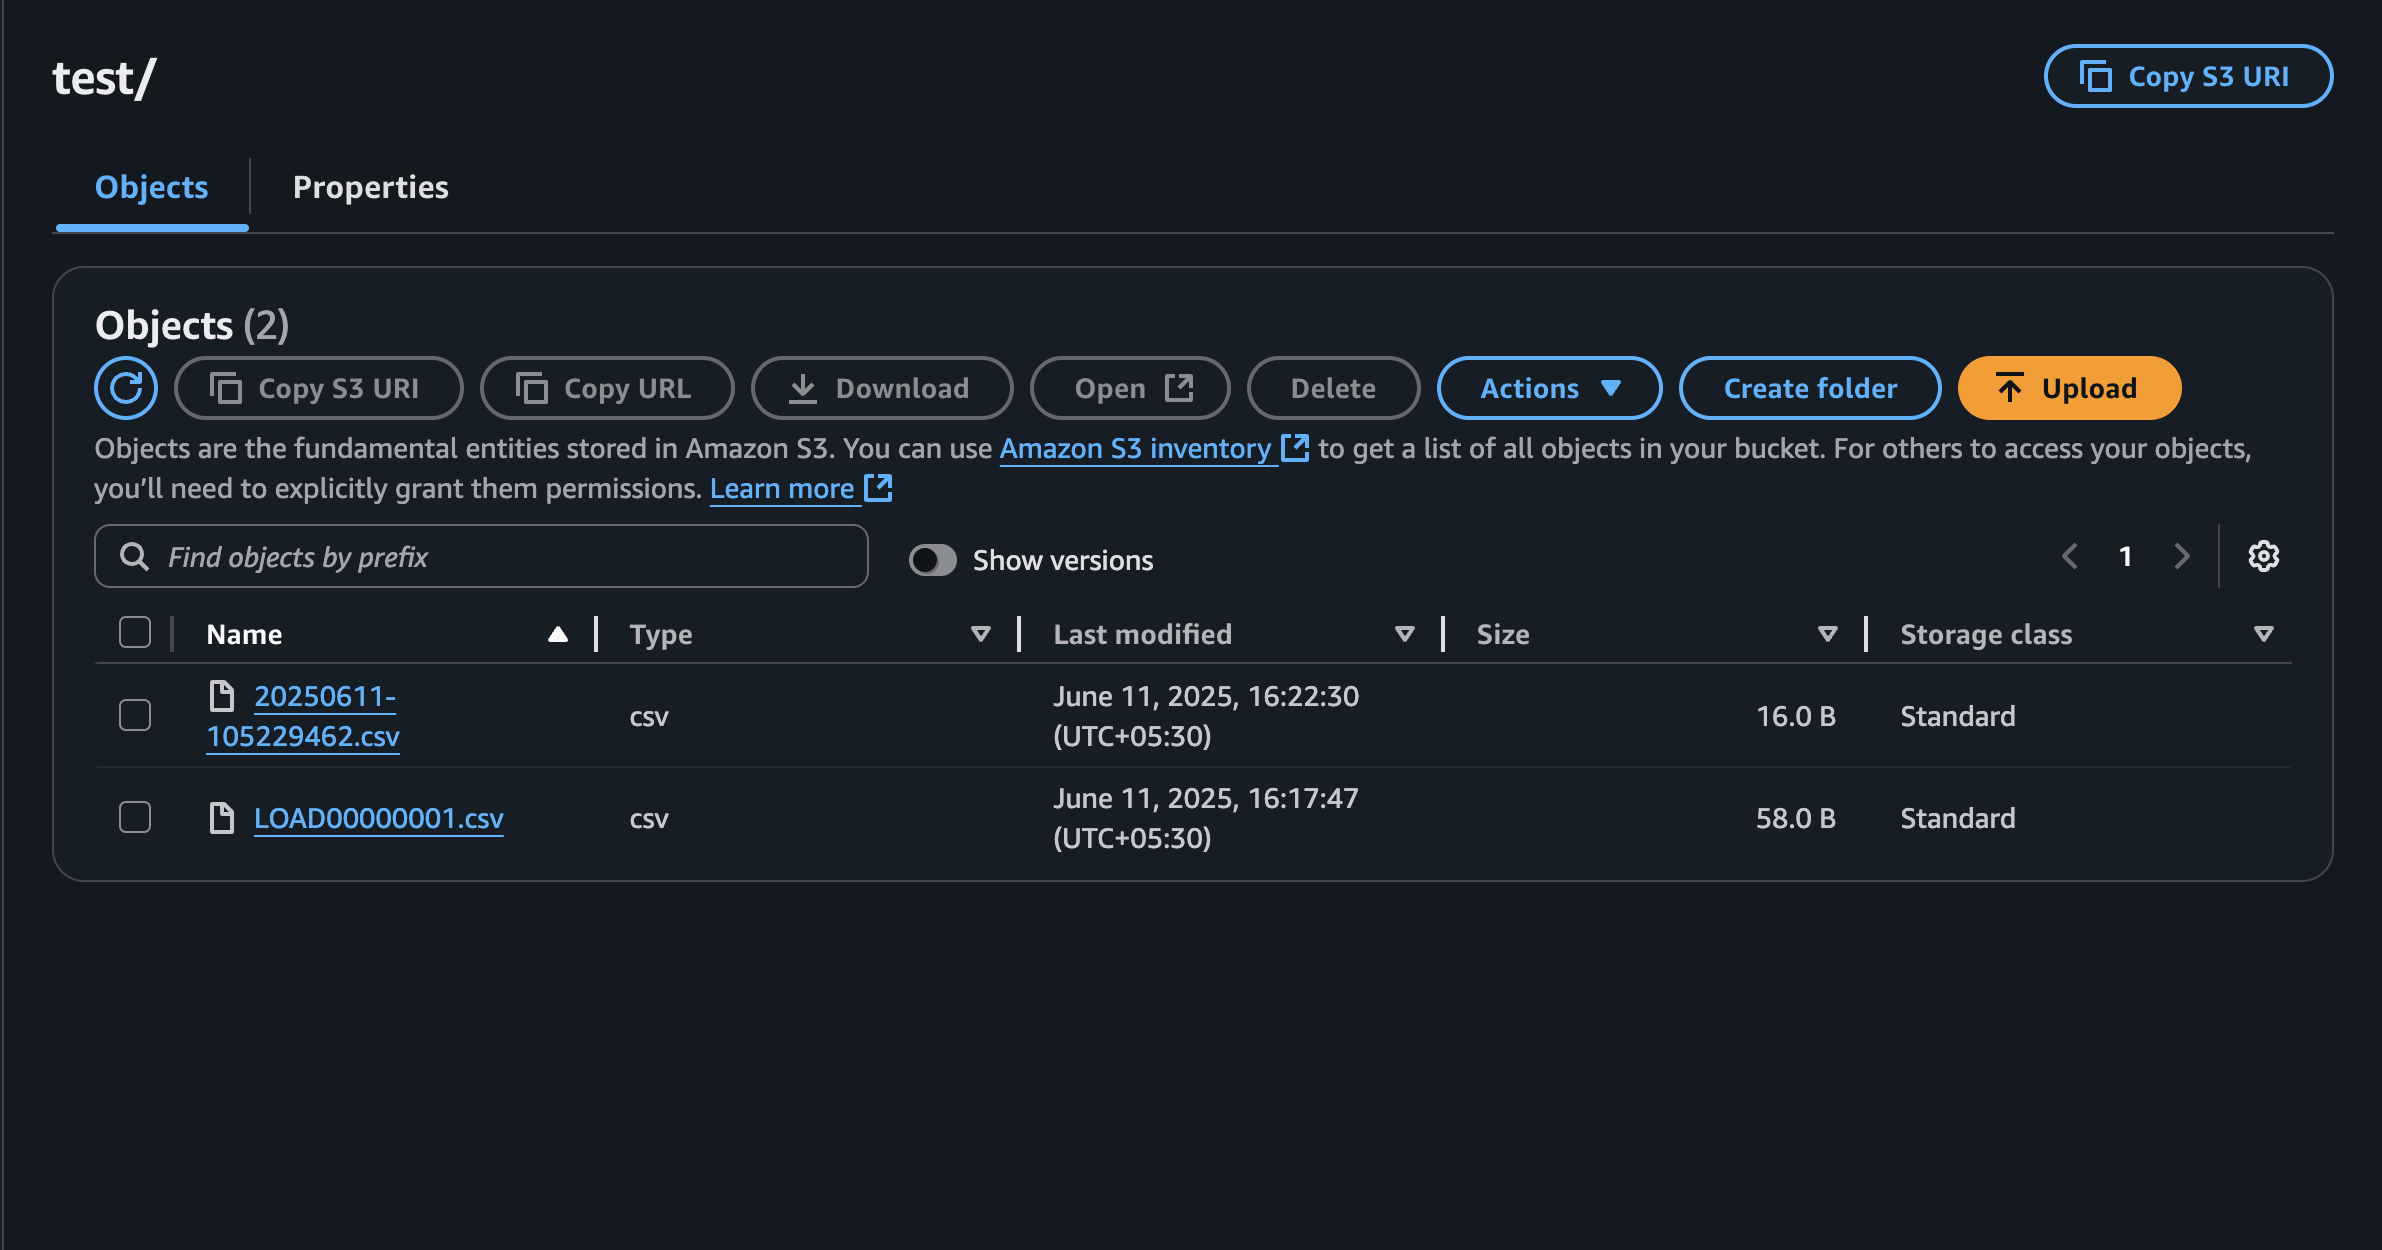 test/
Copy S3 URI
Objects
Properties
Objects (2)
Copy S3 URI
Copy URL
Download
Open
Delete
Actions
Create folder
Upload
Objects are the fundamental entities stored in Amazon S3. You can use Amazon S3 inventory to get a list of all objects in your bucket. For others to access your objects,
you’ll need to explicitly grant them permissions. Learn more
Find objects by prefix
Show versions
1
Name
Type
Last modified
Size
Storage class
20250611-
105229462.csv
csv
June 11, 2025, 16:22:30
(UTC+05:30)
16.0 B
Standard
LOAD00000001.csv
csv
June 11, 2025, 16:17:47
(UTC+05:30)
58.0 B
Standard